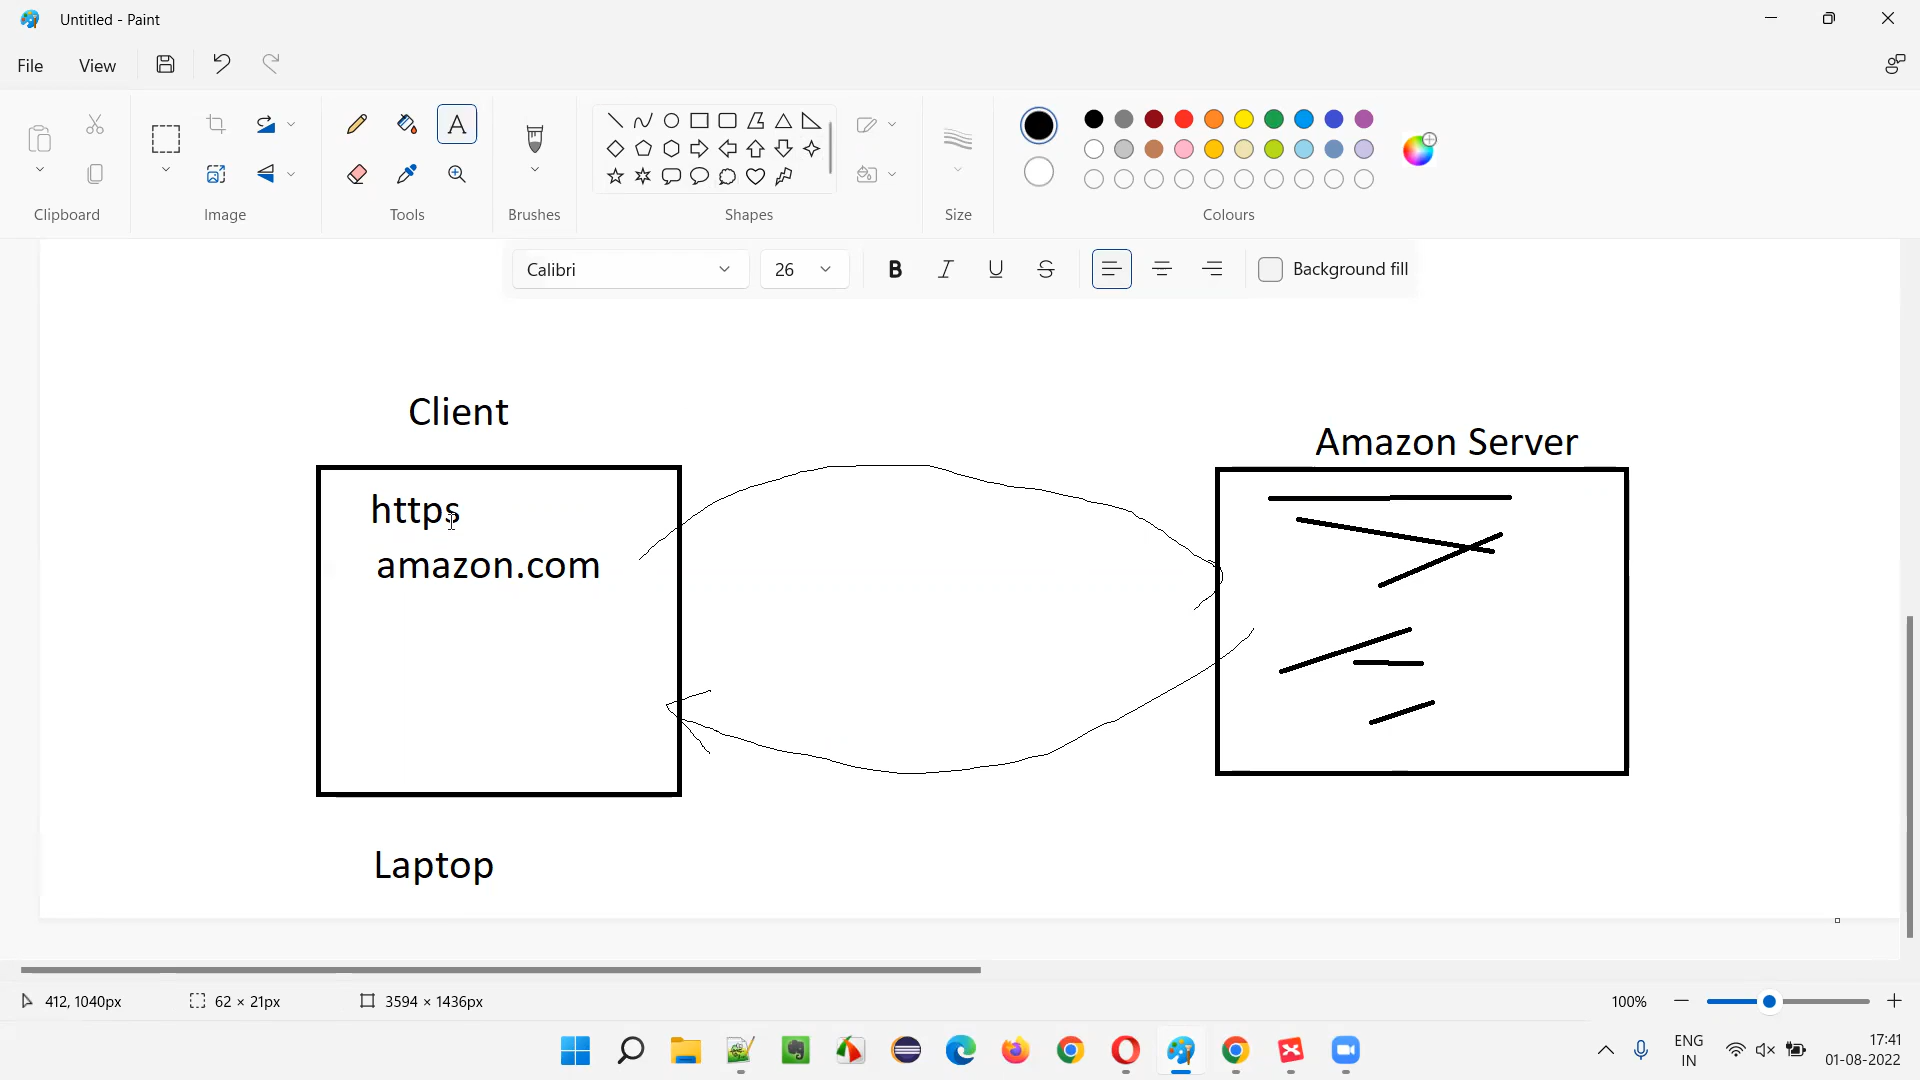 Untitled - Paint
File
View
Clipboard
Image
Tools
Brushes
Shapes
Size
Colours
Calibri
26
B
I
U
S
Background fill
Client
Amazon Server
https
amazon.com
Laptop
412, 1040px
62 × 21px
3594 × 1436px
100%
ENG
IN
17:41
01-08-2022